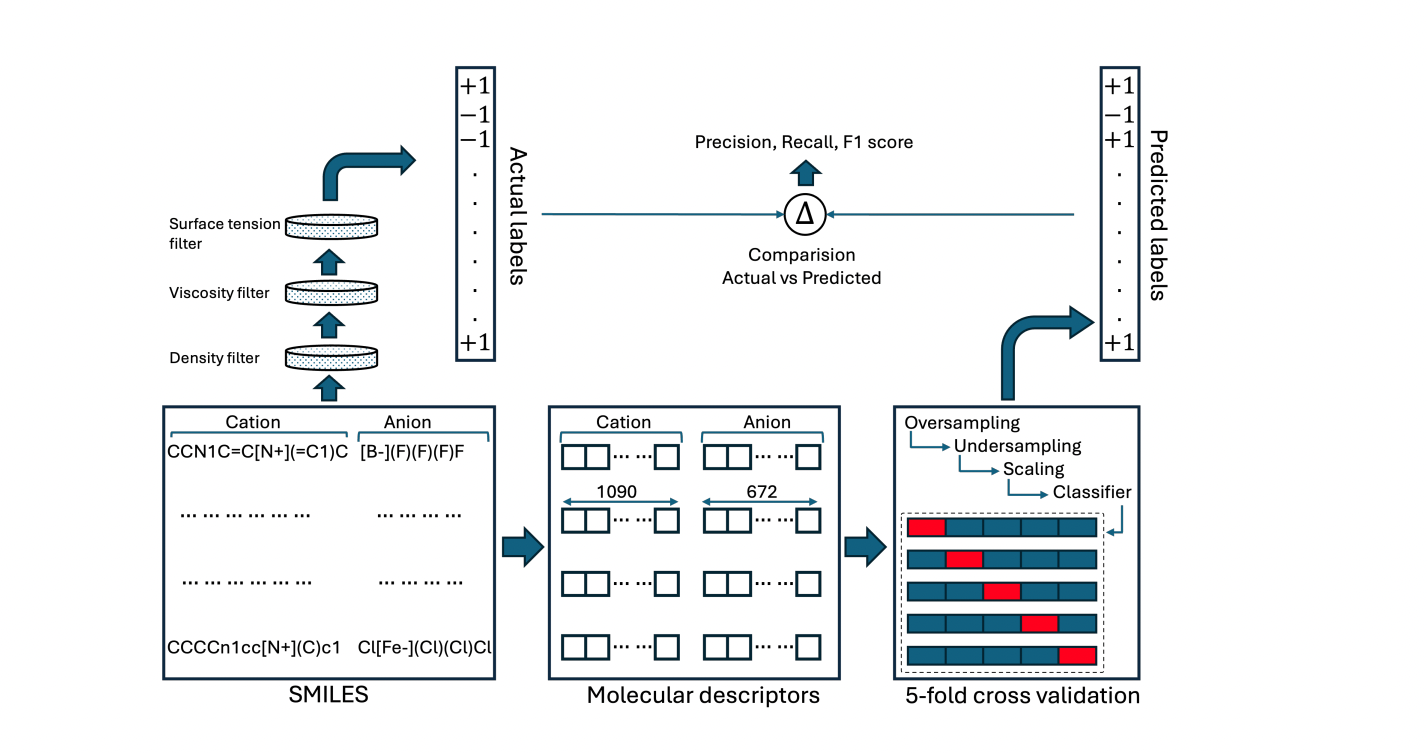 +1
−1
−1
.
.
.
.
.
.
+1
Actual labels
Precision, Recall, F1 score
Δ
Comparision
Actual vs Predicted
+1
−1
+1
.
.
.
.
.
.
+1
Predicted labels
Surface tension
filter
Viscosity filter
Density filter
Cation Anion
CCN1C=C[N+](=C1)C [B-](F)(F)(F)F
... ... ... ... ... ... ... ... ... ...
... ... ... ... ... ... ... ... ... ...
CCCCn1cc[N+](C)c1 Cl[Fe-](Cl)(Cl)Cl
SMILES
Cation Anion
... ... ... ...
1090 672
... ... ... ...
... ... ... ...
... ... ... ...
Molecular descriptors
Oversampling
Undersampling
Scaling
Classifier
5-fold cross validation